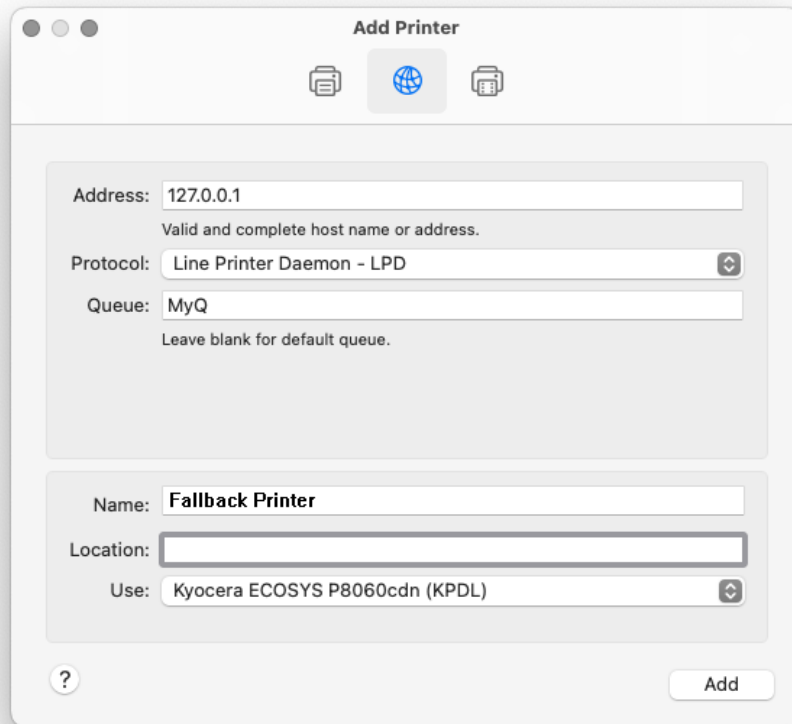 Add Printer
Address: 127.0.0.1
Valid and complete host name or address.
Protocol: Line Printer Daemon - LPD
Queue: MyQ
Leave blank for default queue.
Name: Fallback Printer
Location:
Use: Kyocera ECOSYS P8060cdn (KPDL)
? Add